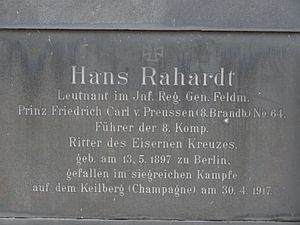 Hans Rahardt
Leutnant im Jnf. Reg. Gen. Feldm.
Prinz Friedrich Carl v. Preussen (8. Brandb) No 64.
Führer der 8. Komp.
Ritter des Eisernen Kreuzes.
geb. am 13. 5. 1897 zu Berlin,
gefallen im siegreichen Kampfe
auf dem Keilberg (Champagne) am 30. 4. 1917.